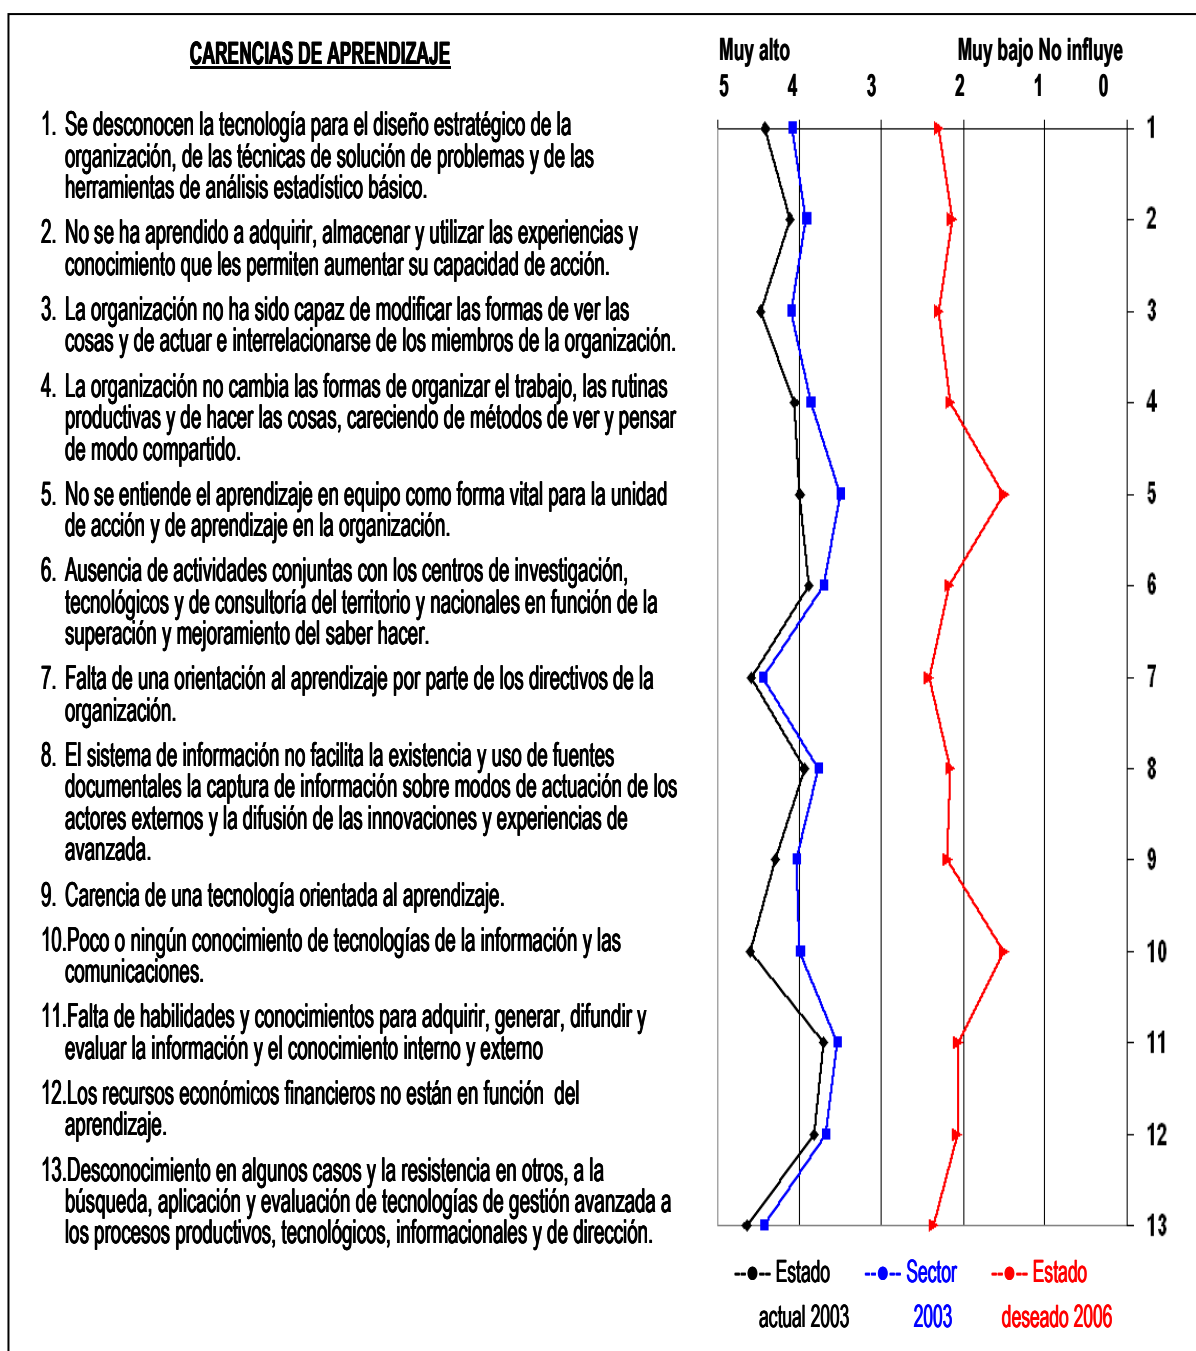 CARENCIAS DE APRENDIZAJE
Muy alto
Muy bajo No influye
5 4 3 2 1 0
1. Se desconocen la tecnología para el diseño estratégico de la
organización, de las técnicas de solución de problemas y de las
herramientas de análisis estadístico básico.
2. No se ha aprendido a adquirir, almacenar y utilizar las experiencias y
conocimiento que les permiten aumentar su capacidad de acción.
3. La organización no ha sido capaz de modificar las formas de ver las
cosas y de actuar e interrelacionarse de los miembros de la organización.
4. La organización no cambia las formas de organizar el trabajo, las rutinas
productivas y de hacer las cosas, careciendo de métodos de ver y pensar
de modo compartido.
5. No se entiende el aprendizaje en equipo como forma vital para la unidad
de acción y de aprendizaje en la organización.
6. Ausencia de actividades conjuntas con los centros de investigación,
tecnológicos y de consultoría del territorio y nacionales en función de la
superación y mejoramiento del saber hacer.
7. Falta de una orientación al aprendizaje por parte de los directivos de la
organización.
8. El sistema de información no facilita la existencia y uso de fuentes
documentales la captura de información sobre modos de actuación de los
actores externos y la difusión de las innovaciones y experiencias de
avanzada.
9. Carencia de una tecnología orientada al aprendizaje.
10.Poco o ningún conocimiento de tecnologías de la información y las
comunicaciones.
11.Falta de habilidades y conocimientos para adquirir, generar, difundir y
evaluar la información y el conocimiento interno y externo
12.Los recursos económicos financieros no están en función del
aprendizaje.
13.Desconocimiento en algunos casos y la resistencia en otros, a la
búsqueda, aplicación y evaluación de tecnologías de gestión avanzada a
los procesos productivos, tecnológicos, informacionales y de dirección.
1
2
3
4
5
6
7
8
9
10
11
12
13
Estado
actual 2003
Sector
2003
Estado
deseado 2006